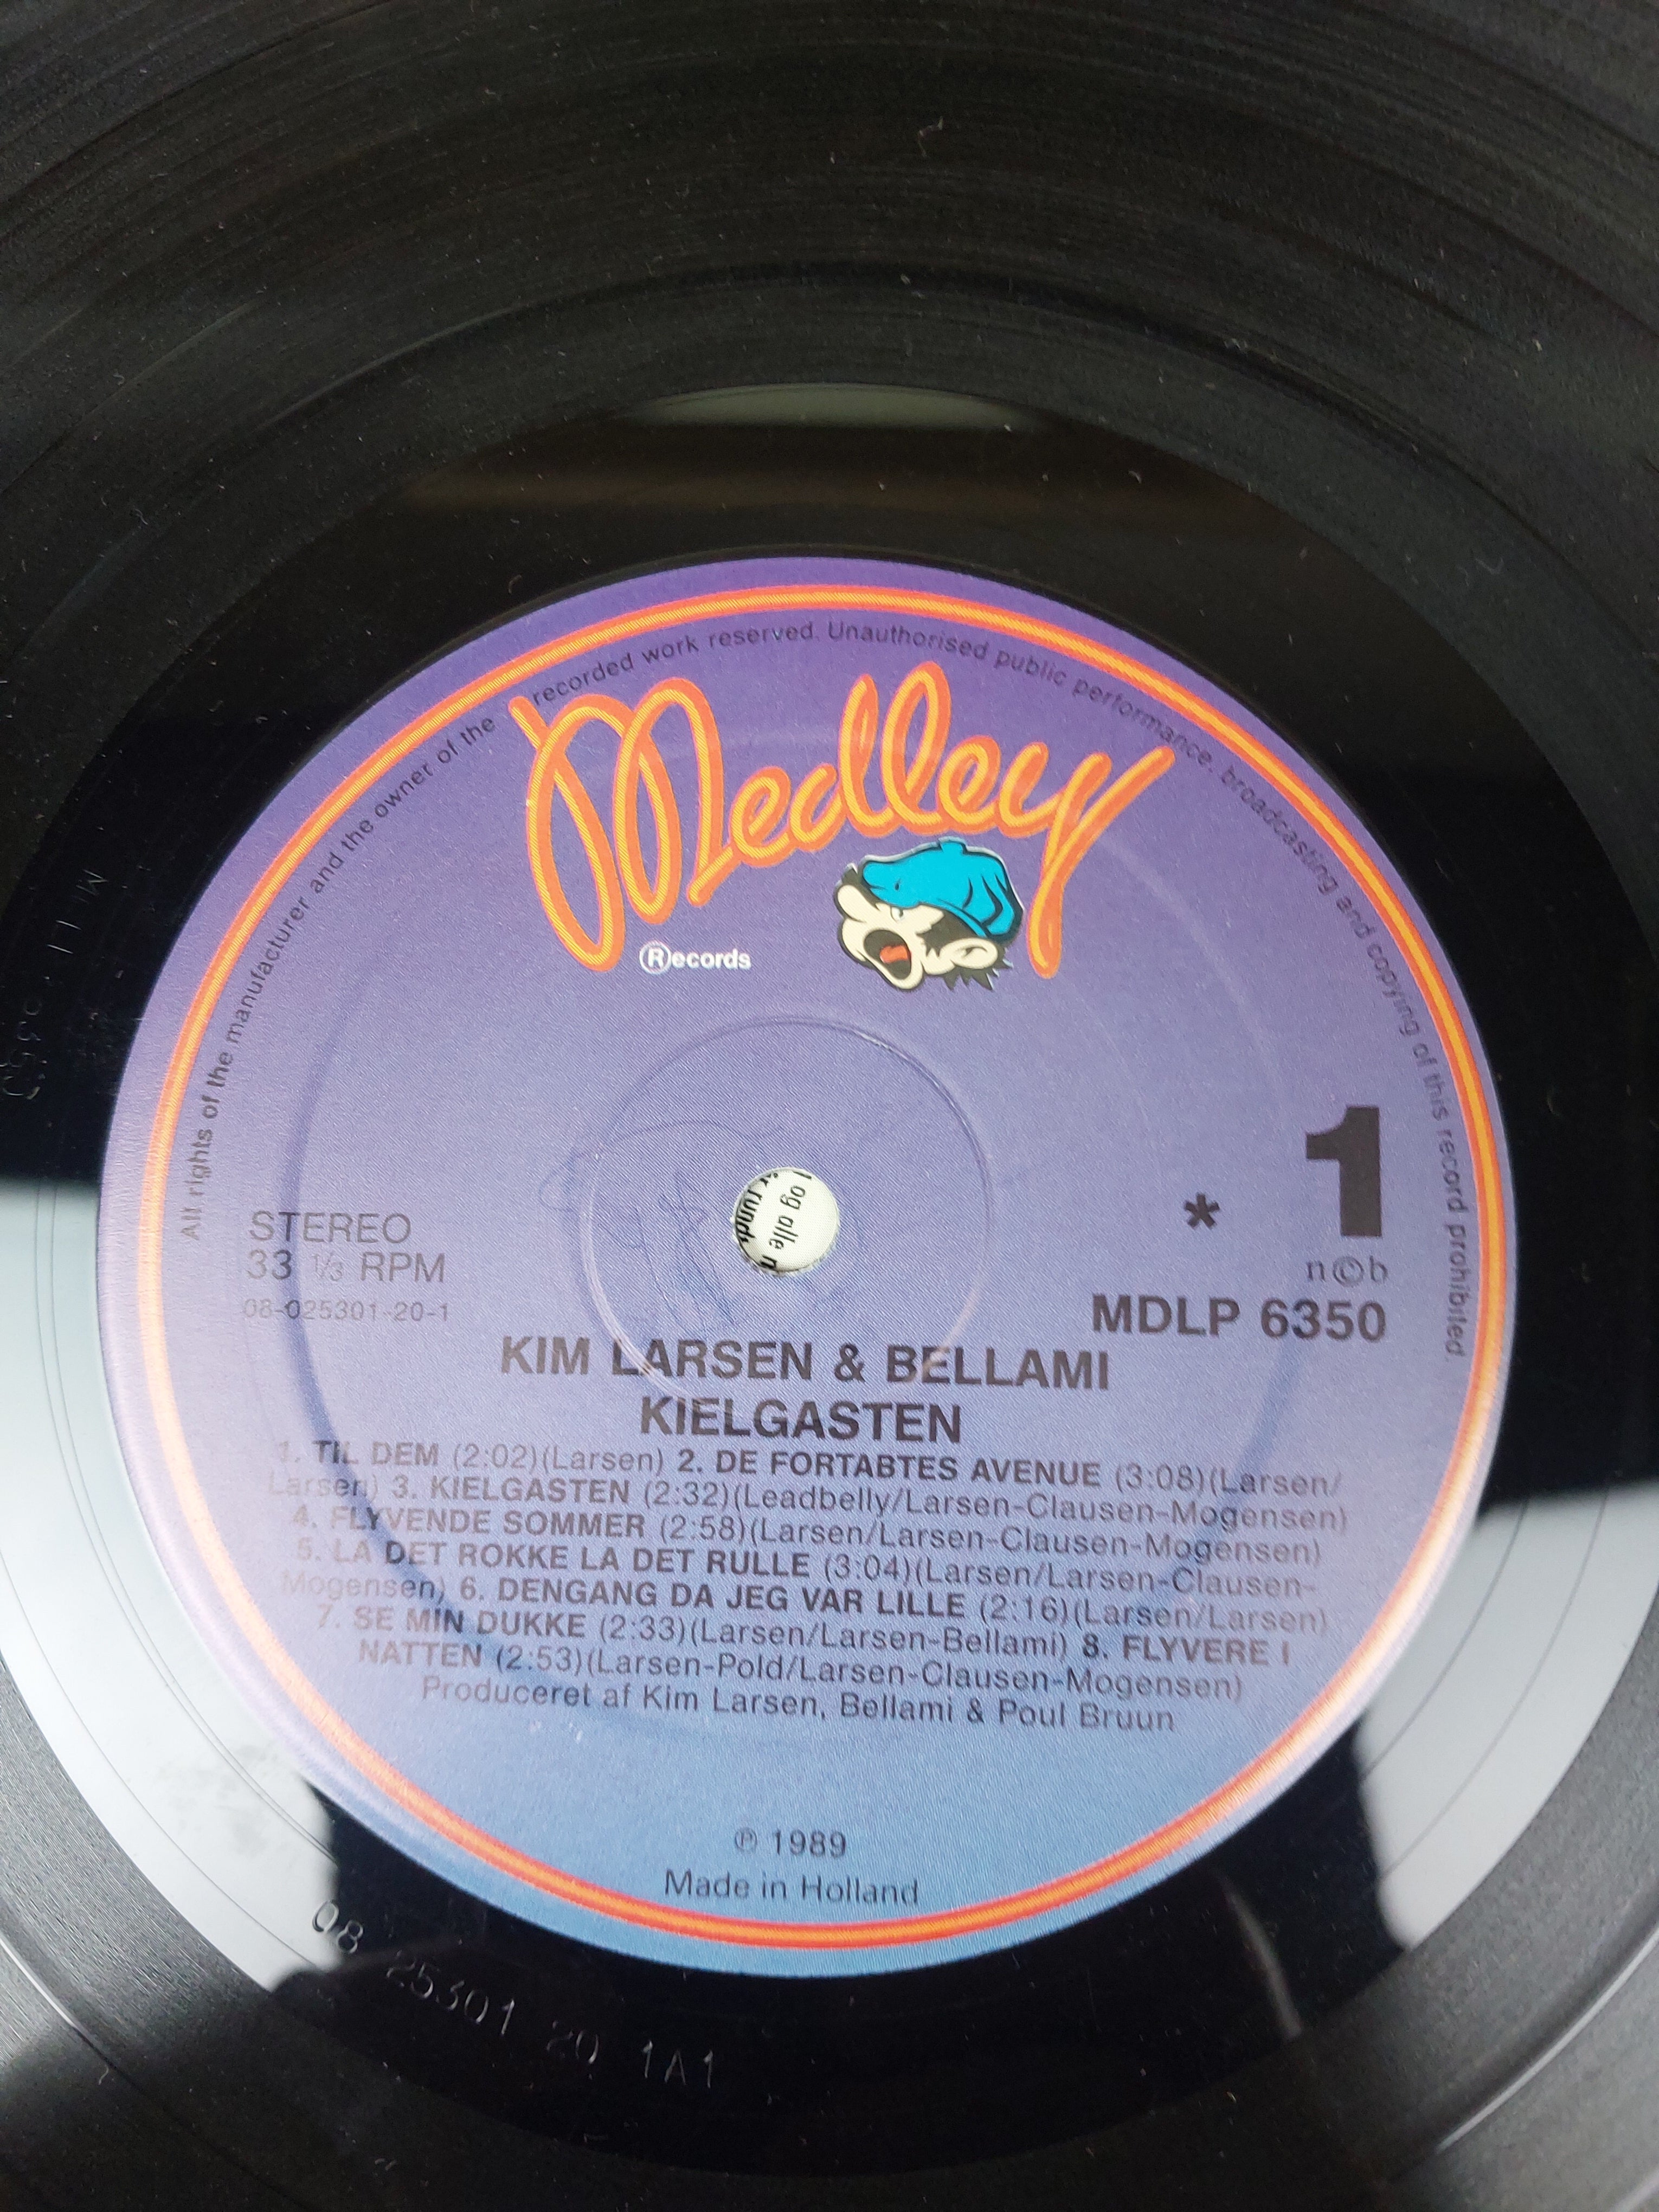 All rights of the manufacturer and the owner of the recorded work reserved. Unauthorised public performance. broadcasting and copying of this record prohibited.
Medley
Records
1
*
STEREO
n©b
33 1/3 RPM
MDLP 6350
08-025301-20-1
KIM LARSEN & BELLAMI
KIELGASTEN
1. TIL DEM (2:02)(Larsen) 2. DE FORTABTES AVENUE (3:08)(Larsen/
Larsen) 3. KIELGASTEN (2:32)(Leadbelly/Larsen-Clausen-Mogensen)
4. FLYVENDE SOMMER (2:58)(Larsen/Larsen-Clausen-Mogensen)
5. LA DET ROKKE LA DET RULLE (3:04)(Larsen/Larsen-Clausen-
Mogensen) 6. DENGANG DA JEG VAR LILLE (2:16)(Larsen/Larsen)
7. SE MIN DUKKE (2:33)(Larsen/Larsen-Bellami) 8. FLYVERE I
NATTEN (2:53)(Larsen-Pold/Larsen-Clausen-Mogensen)
Produceret af Kim Larsen, Bellami & Poul Bruun
℗ 1989
Made in Holland
08 25301 20 1A1
og alle